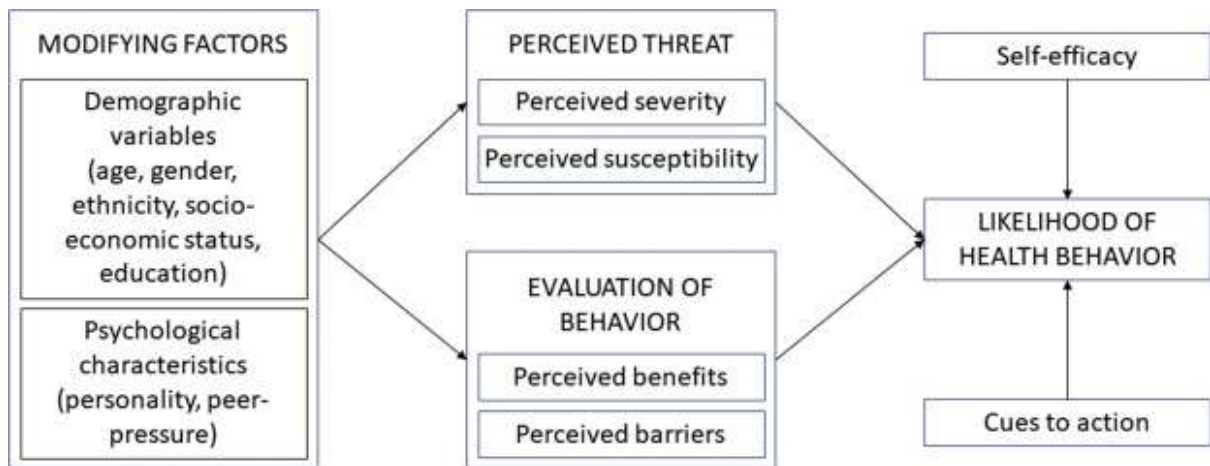 MODIFYING FACTORS
Demographic
variables
(age, gender,
ethnicity, socio-
economic status,
education)
Psychological
characteristics
(personality, peer-
pressure)
PERCEIVED THREAT
Perceived severity
Perceived susceptibility
EVALUATION OF
BEHAVIOR
Perceived benefits
Perceived barriers
Self-efficacy
LIKELIHOOD OF
HEALTH BEHAVIOR
Cues to action